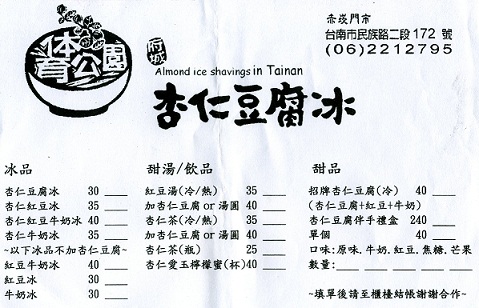 体育公園
府城
Almond ice shavings in Tainan
杏仁豆腐冰
赤崁門市
台南市民族路二段172 號
(06)2212795
冰品
杏仁豆腐冰 30
杏仁紅豆冰 35
杏仁紅豆牛奶冰 40
杏仁牛奶冰 35
~以下冰品不加杏仁豆腐~
紅豆牛奶冰 40
紅豆冰 30
牛奶冰 30
甜湯/飲品
紅豆湯(冷/熱) 35
加杏仁豆腐or湯圓 40
杏仁茶(冷/熱) 35
加杏仁豆腐or湯圓 40
杏仁茶(瓶) 25
杏仁愛玉檸檬蜜(杯) 40
甜品
招牌杏仁豆腐(冷) 40
(杏仁豆腐+紅豆+牛奶)
杏仁豆腐伴手禮盒 240
單個 40
口味:原味.牛奶.紅豆.焦糖.芒果
數量:
~填單後請至櫃檯結帳謝謝合作~